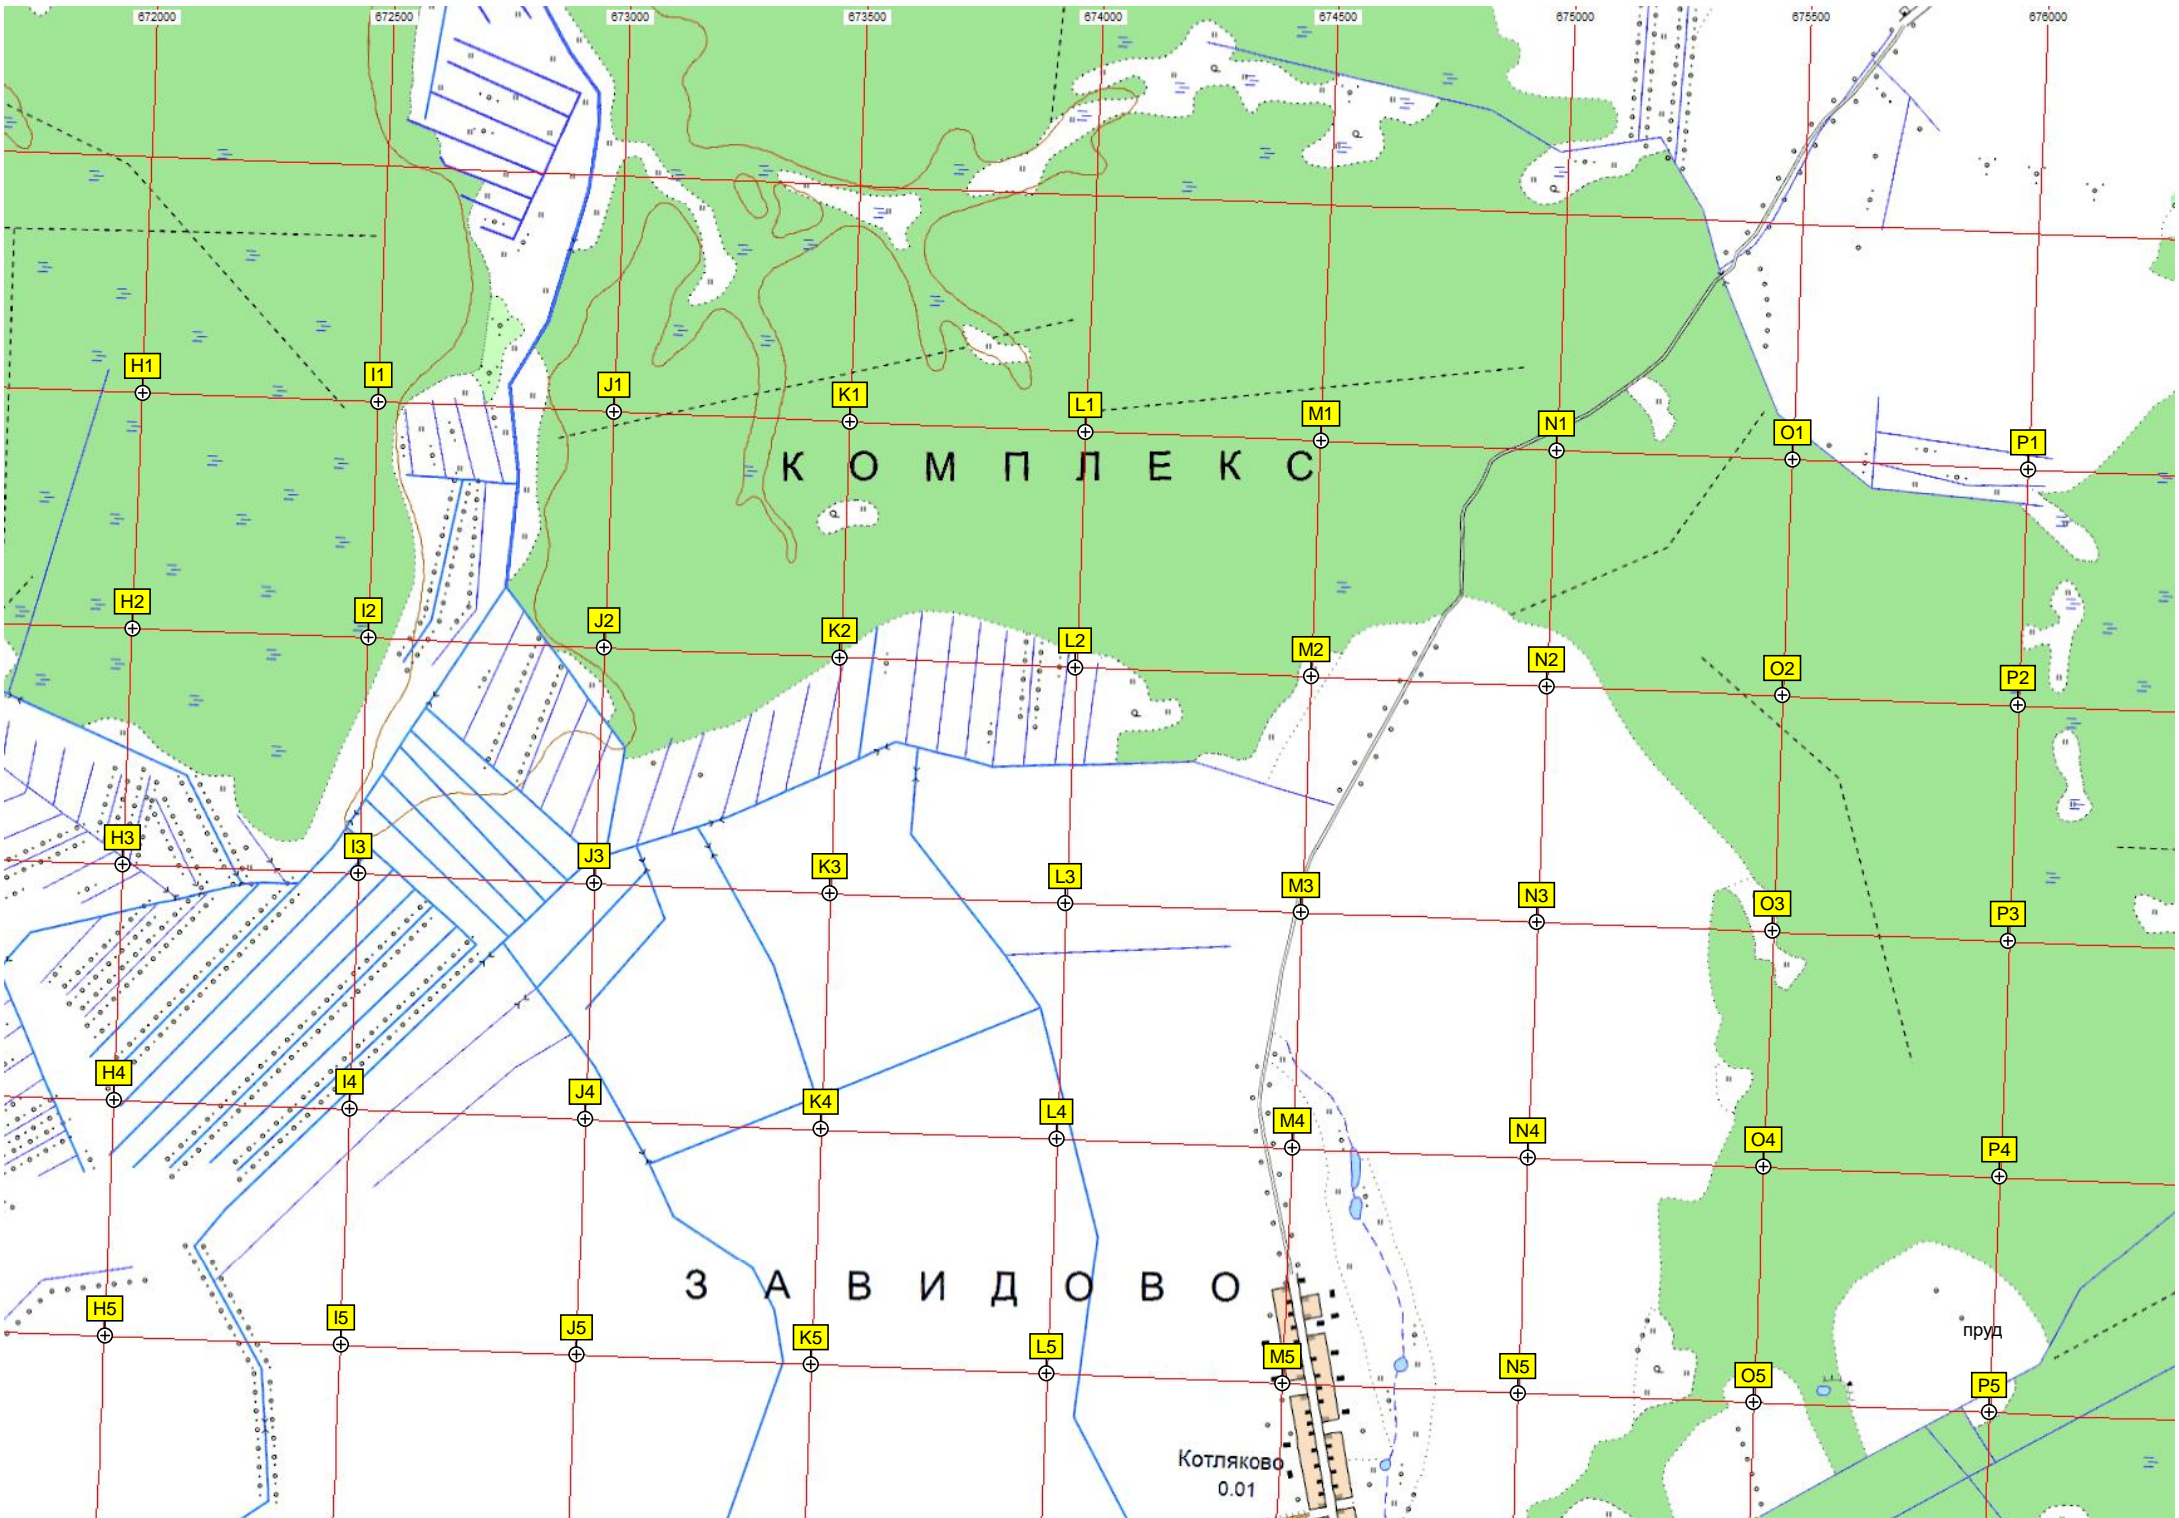 672000 672500 673000 673500 674000 674500 675000 675500 676000
H1 I1 J1 K1 L1 M1 N1 O1 P1
КОМПЛЕКС
H2 I2 J2 K2 L2 M2 N2 O2 P2
H3 I3 J3 K3 L3 M3 N3 O3 P3
H4 I4 J4 K4 L4 M4 N4 O4 P4
ЗАВИДОВО
пруд
H5 I5 J5 K5 L5 M5 N5 O5 P5
Котляково
0.01